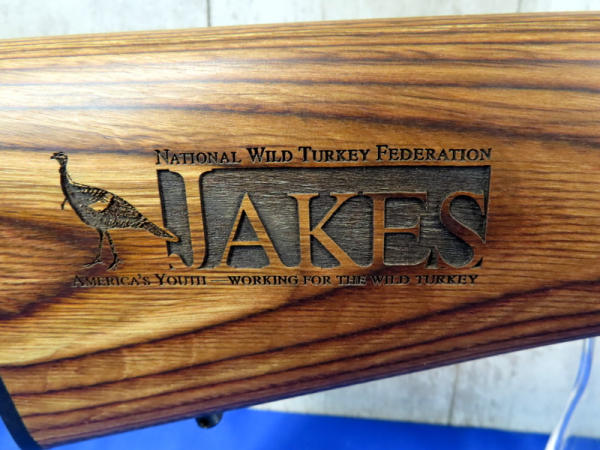 National Wild Turkey Federation
JAKES
America's Youth — working for the wild turkey